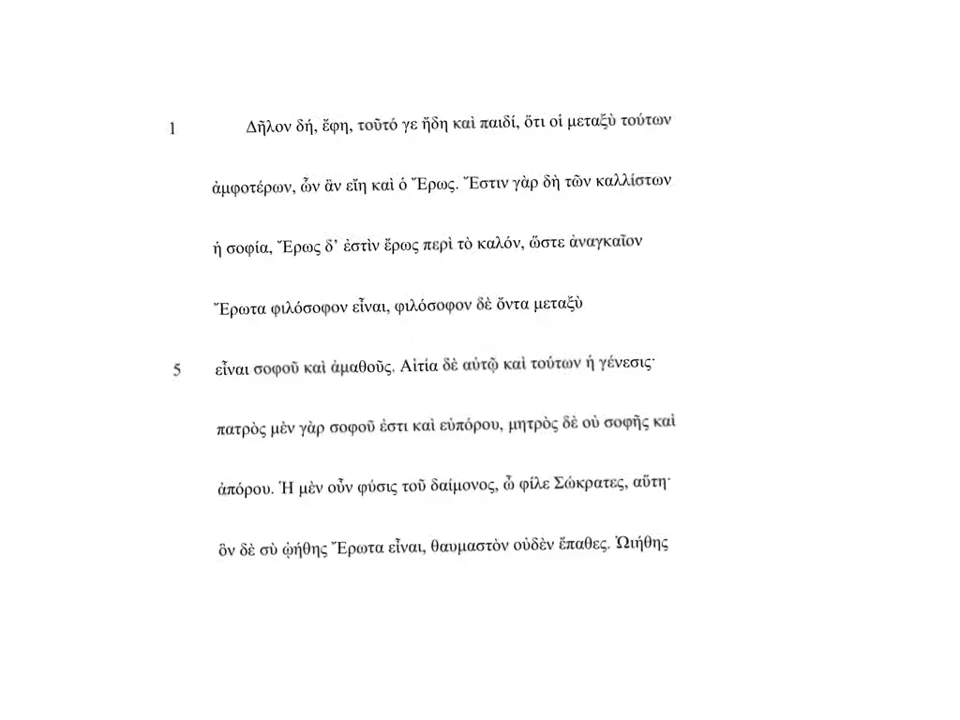 1 Δῆλον δή, ἔφη, τοῦτό γε ἤδη καὶ παιδί, ὅτι οἱ μεταξὺ τούτων
ἀμφοτέρων, ὧν ἂν εἴη καὶ ὁ Ἔρως. Ἔστιν γὰρ δὴ τῶν καλλίστων
ἡ σοφία, Ἔρως δ’ ἐστὶν ἔρως περὶ τὸ καλόν, ὥστε ἀναγκαῖον
Ἔρωτα φιλόσοφον εἶναι, φιλόσοφον δὲ ὄντα μεταξὺ
5 εἶναι σοφοῦ καὶ ἀμαθοῦς. Αἰτία δὲ αὐτῷ καὶ τούτων ἡ γένεσις·
πατρὸς μὲν γὰρ σοφοῦ ἐστι καὶ εὐπόρου, μητρὸς δὲ οὐ σοφῆς καὶ
ἀπόρου. Ἡ μὲν οὖν φύσις τοῦ δαίμονος, ὦ φίλε Σώκρατες, αὕτη·
ὃν δὲ σὺ ᾠήθης Ἔρωτα εἶναι, θαυμαστὸν οὐδὲν ἔπαθες. Ὠιήθης